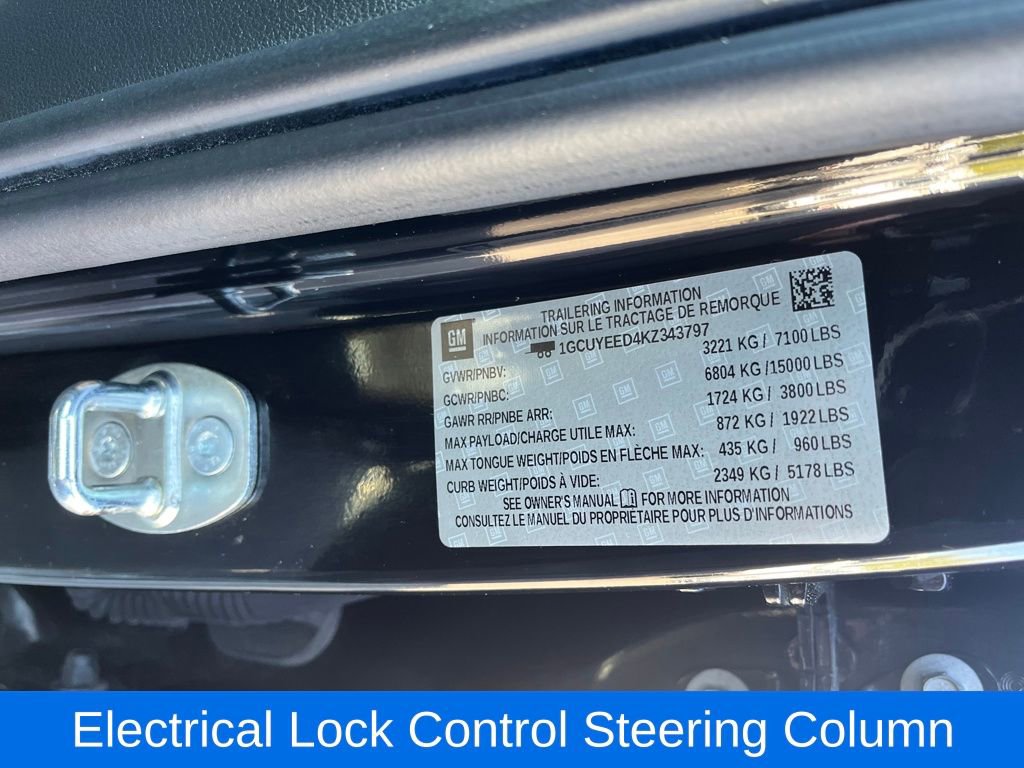 GM
TRAILERING INFORMATION
INFORMATION SUR LE TRACTAGE DE REMORQUE
1GCUYEED4KZ343797
GVWR/PNBV: 3221 KG / 7100 LBS
GCWR/PNBC: 6804 KG / 15000 LBS
GAWR RR/PNBE ARR: 1724 KG / 3800 LBS
MAX PAYLOAD/CHARGE UTILE MAX: 872 KG / 1922 LBS
MAX TONGUE WEIGHT/POIDS EN FLÈCHE MAX: 435 KG / 960 LBS
CURB WEIGHT/POIDS À VIDE: 2349 KG / 5178 LBS
SEE OWNER'S MANUAL FOR MORE INFORMATION
CONSULTEZ LE MANUEL DU PROPRIÉTAIRE POUR PLUS D'INFORMATIONS
Electrical Lock Control Steering Column